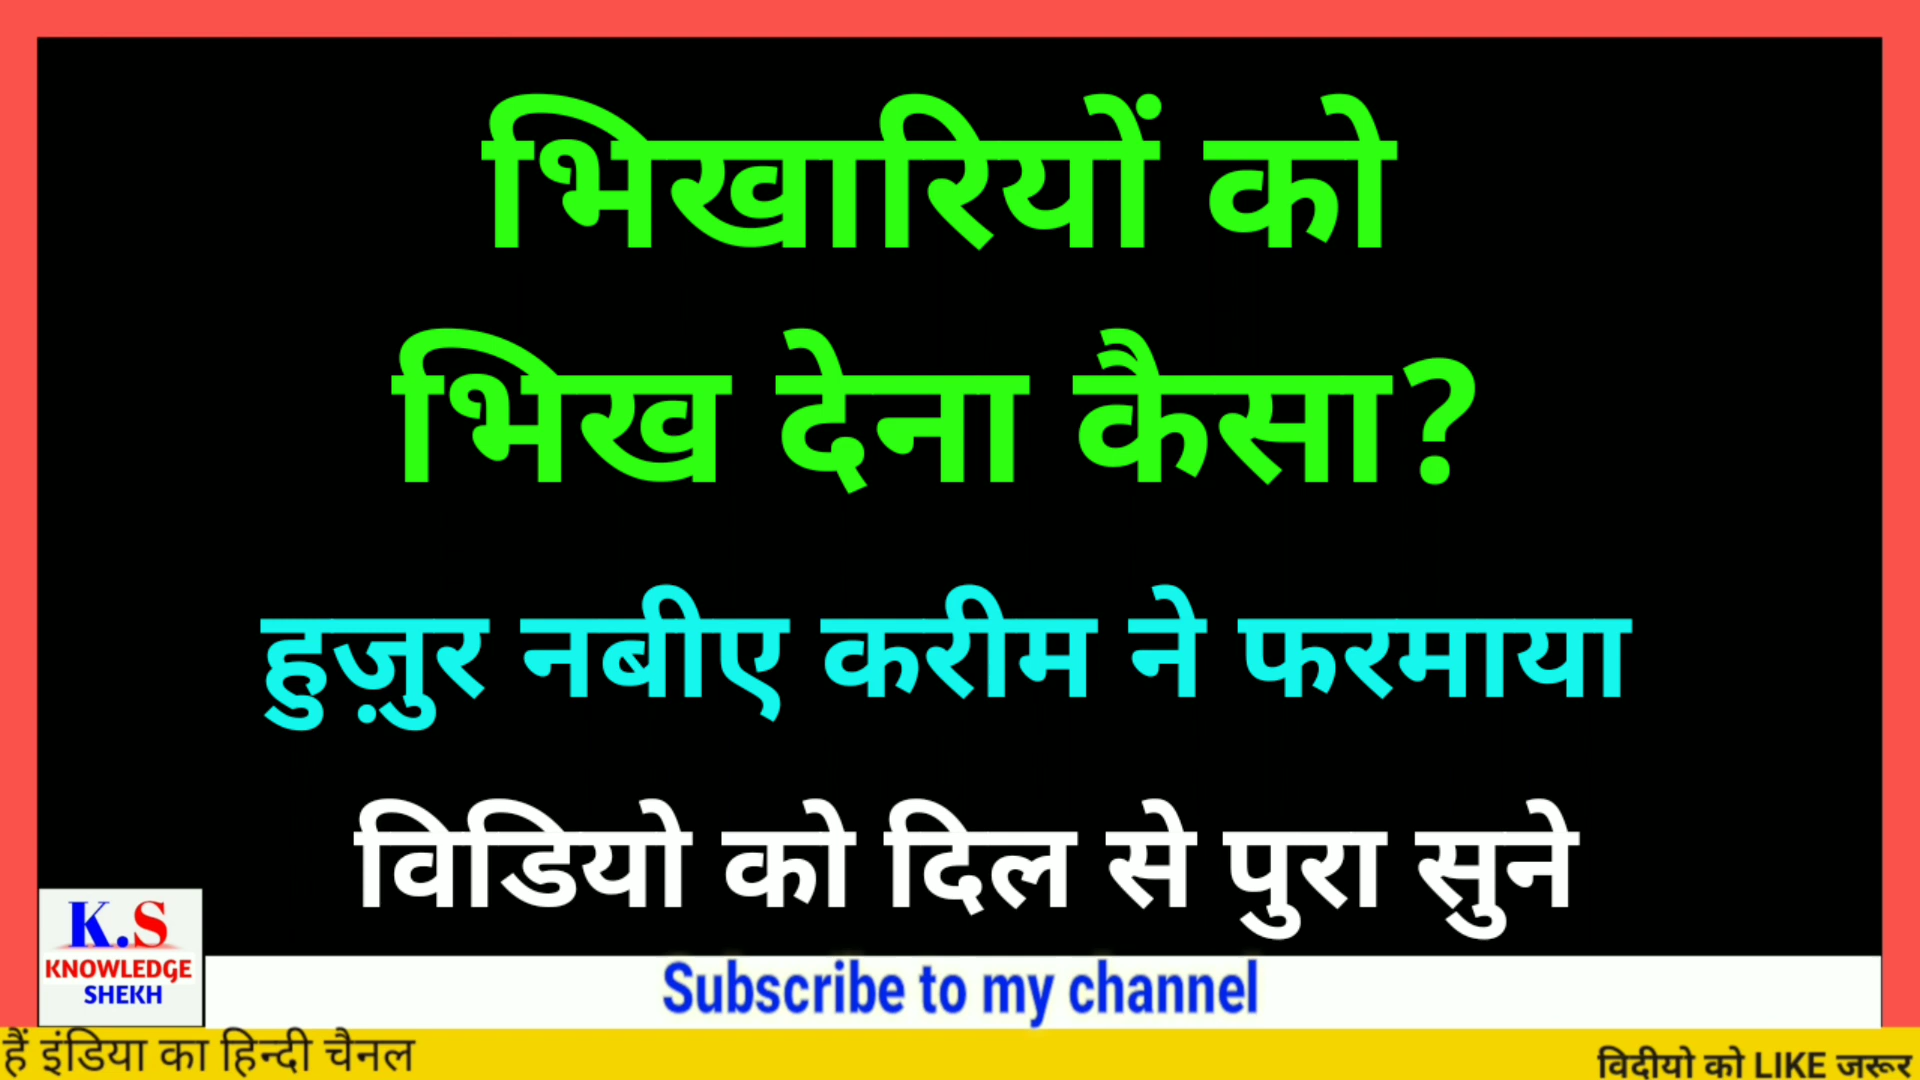 भिखारियों को
भिख देना कैसा?
हुज़ुर नबीए करीम ने फरमाया
विडियो को दिल से पुरा सुने
K.S
KNOWLEDGE
SHEKH
Subscribe to my channel
हैं इंडिया का हिन्दी चैनल
विदीयो को LIKE जरूर